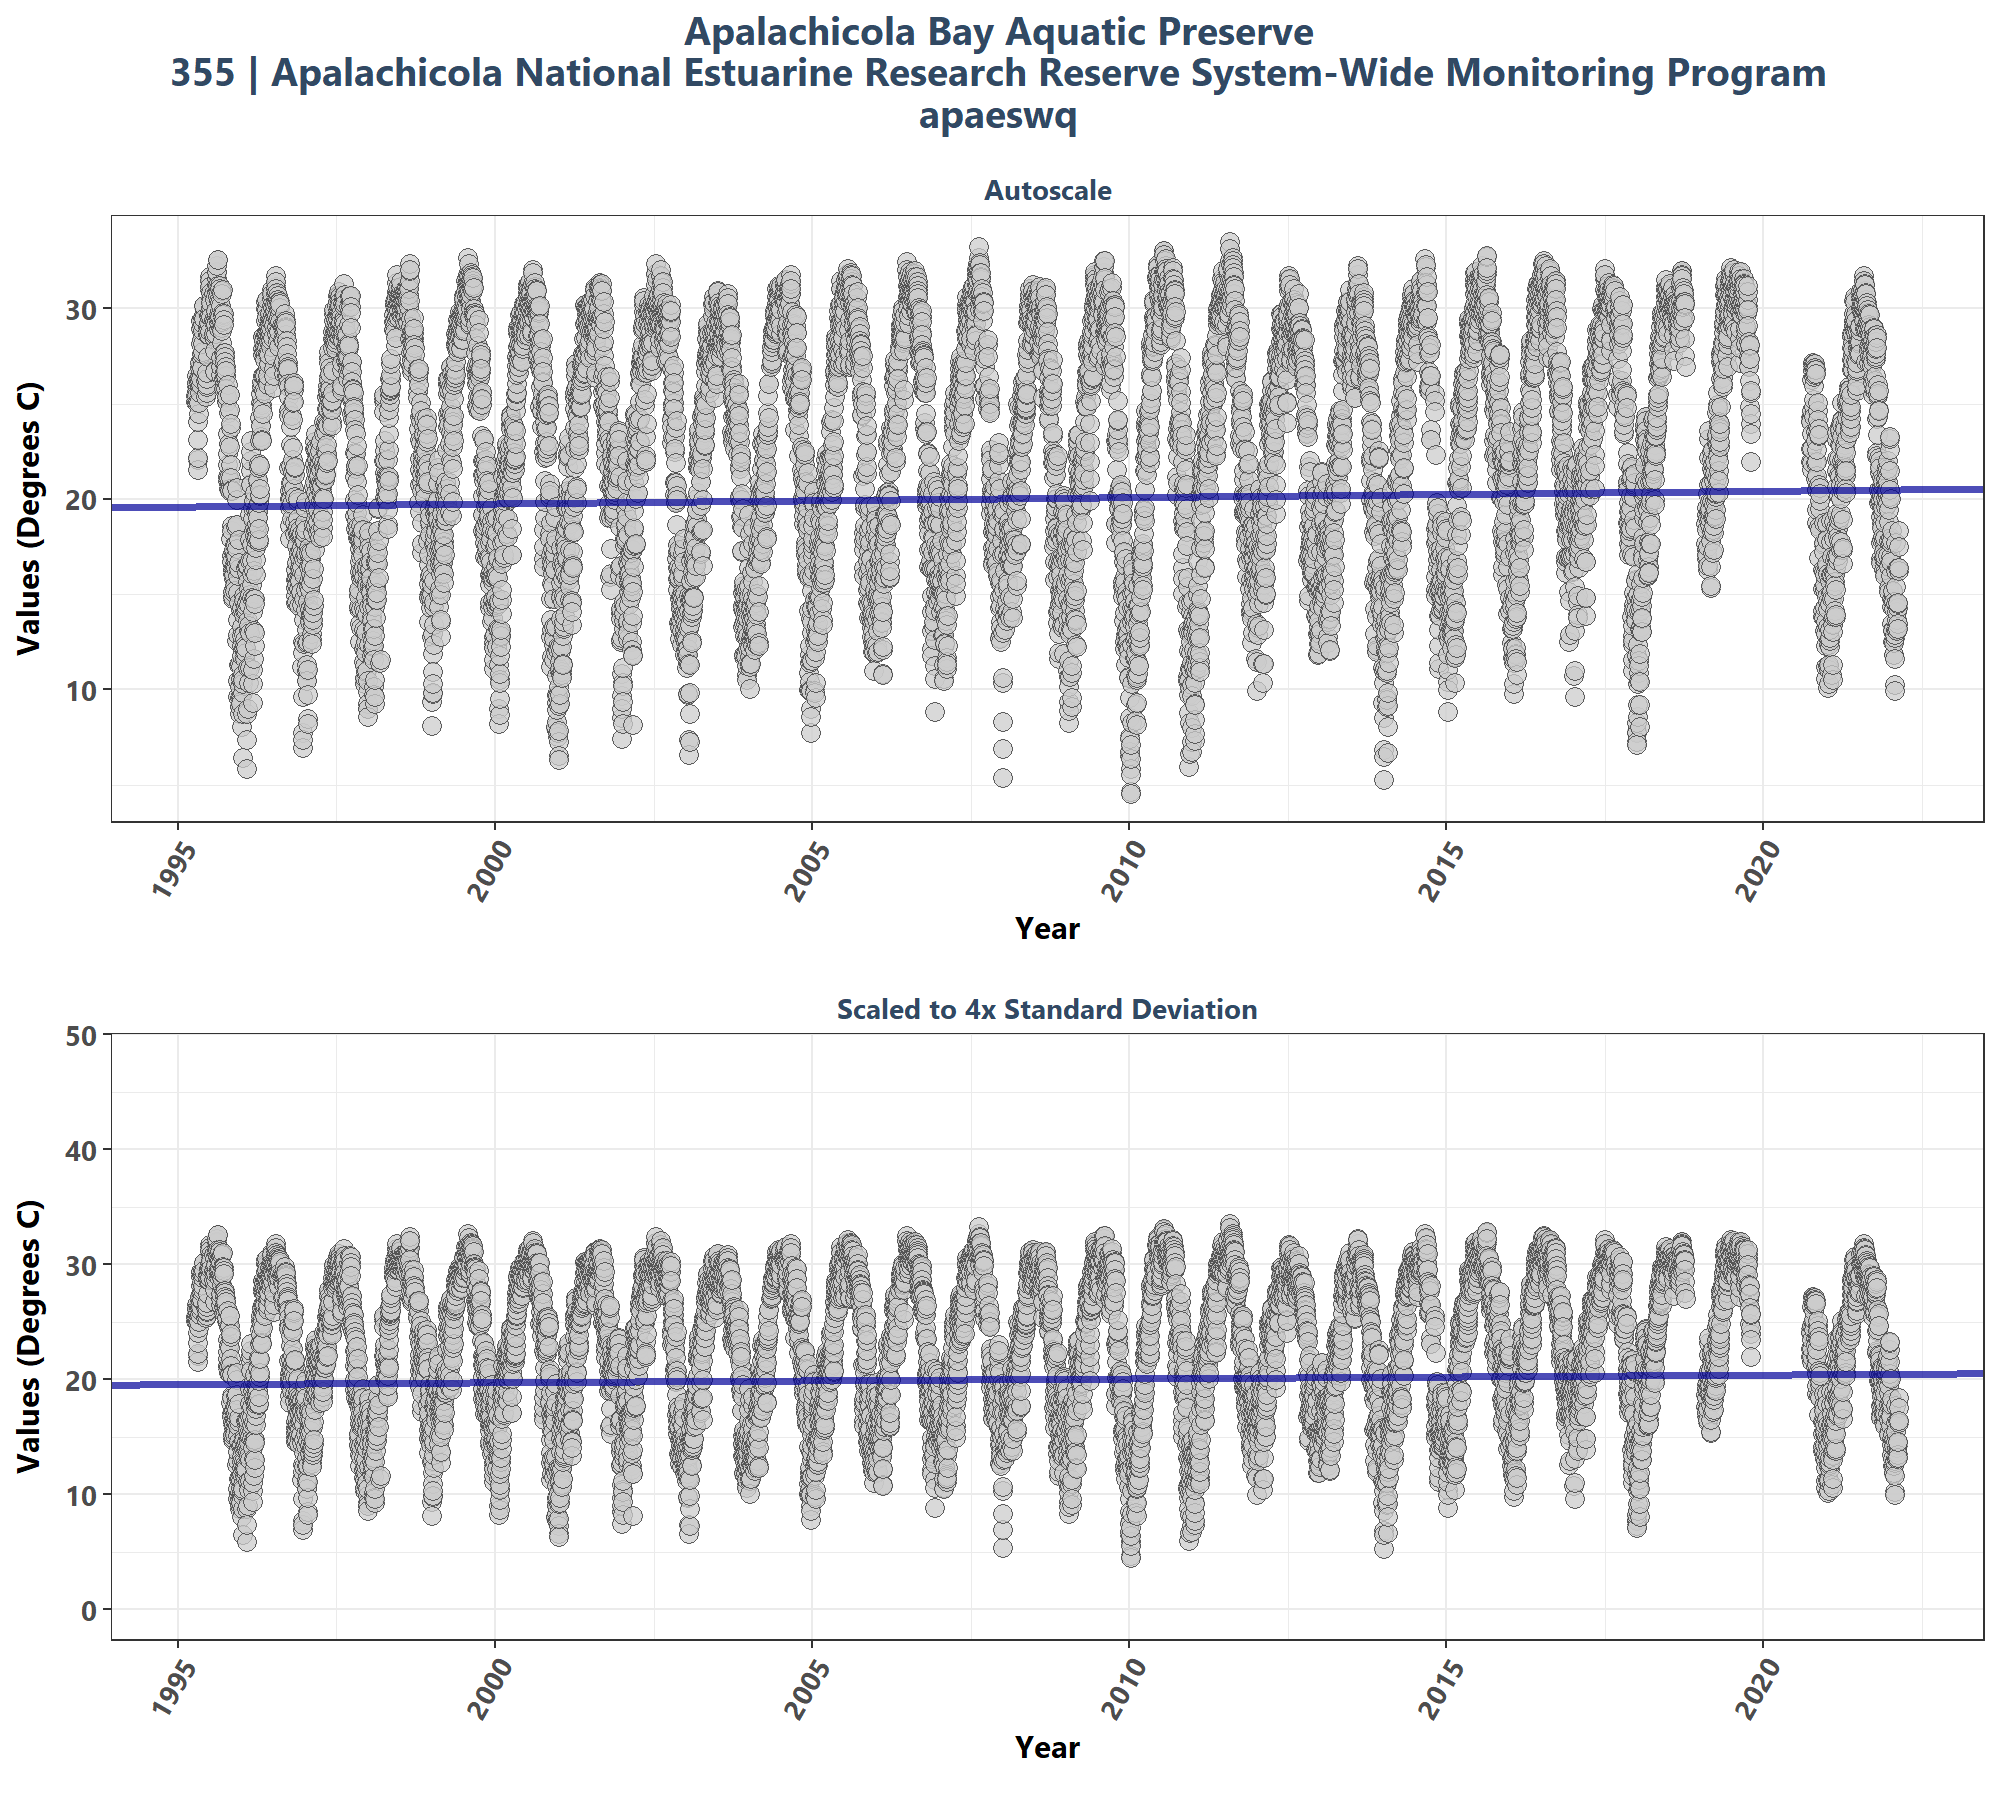 Apalachicola Bay Aquatic Preserve
355 | Apalachicola National Estuarine Research Reserve System-Wide Monitoring Program
apaeswq
Autoscale
Values (Degrees C)
30
20
10
1995
2000
2005
2010
2015
2020
Year
Scaled to 4x Standard Deviation
Values (Degrees C)
50
40
30
20
10
0
1995
2000
2005
2010
2015
2020
Year